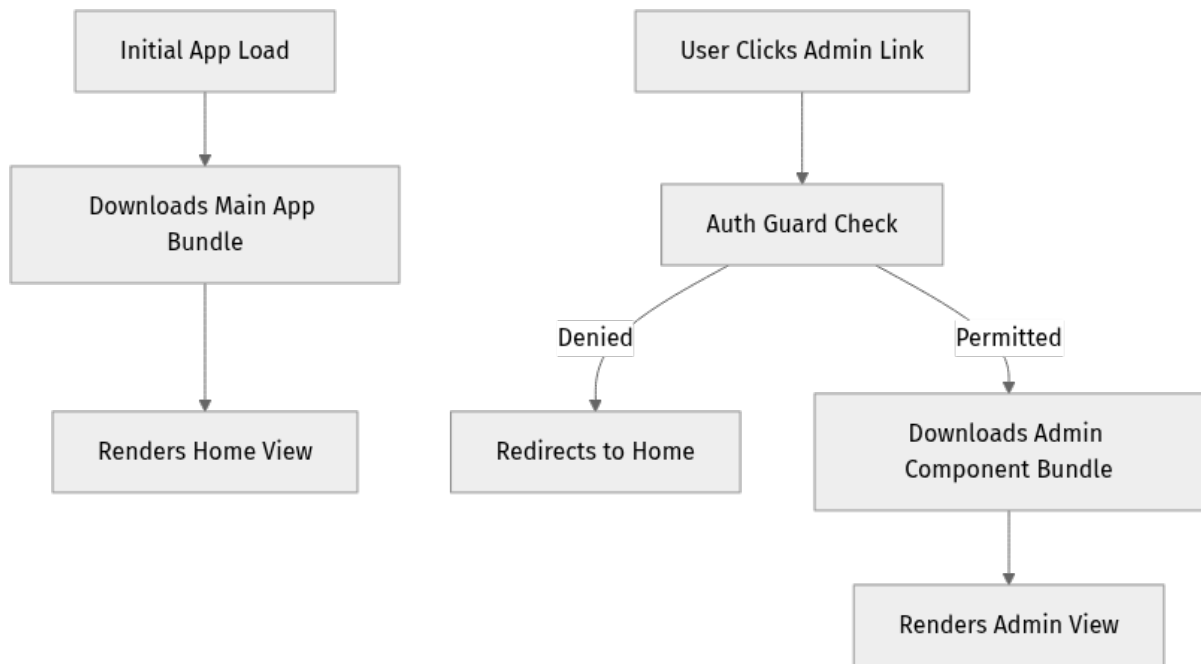 Initial App Load
Downloads Main App
Bundle
Renders Home View
User Clicks Admin Link
Auth Guard Check
Denied
Permitted
Redirects to Home
Downloads Admin
Component Bundle
Renders Admin View